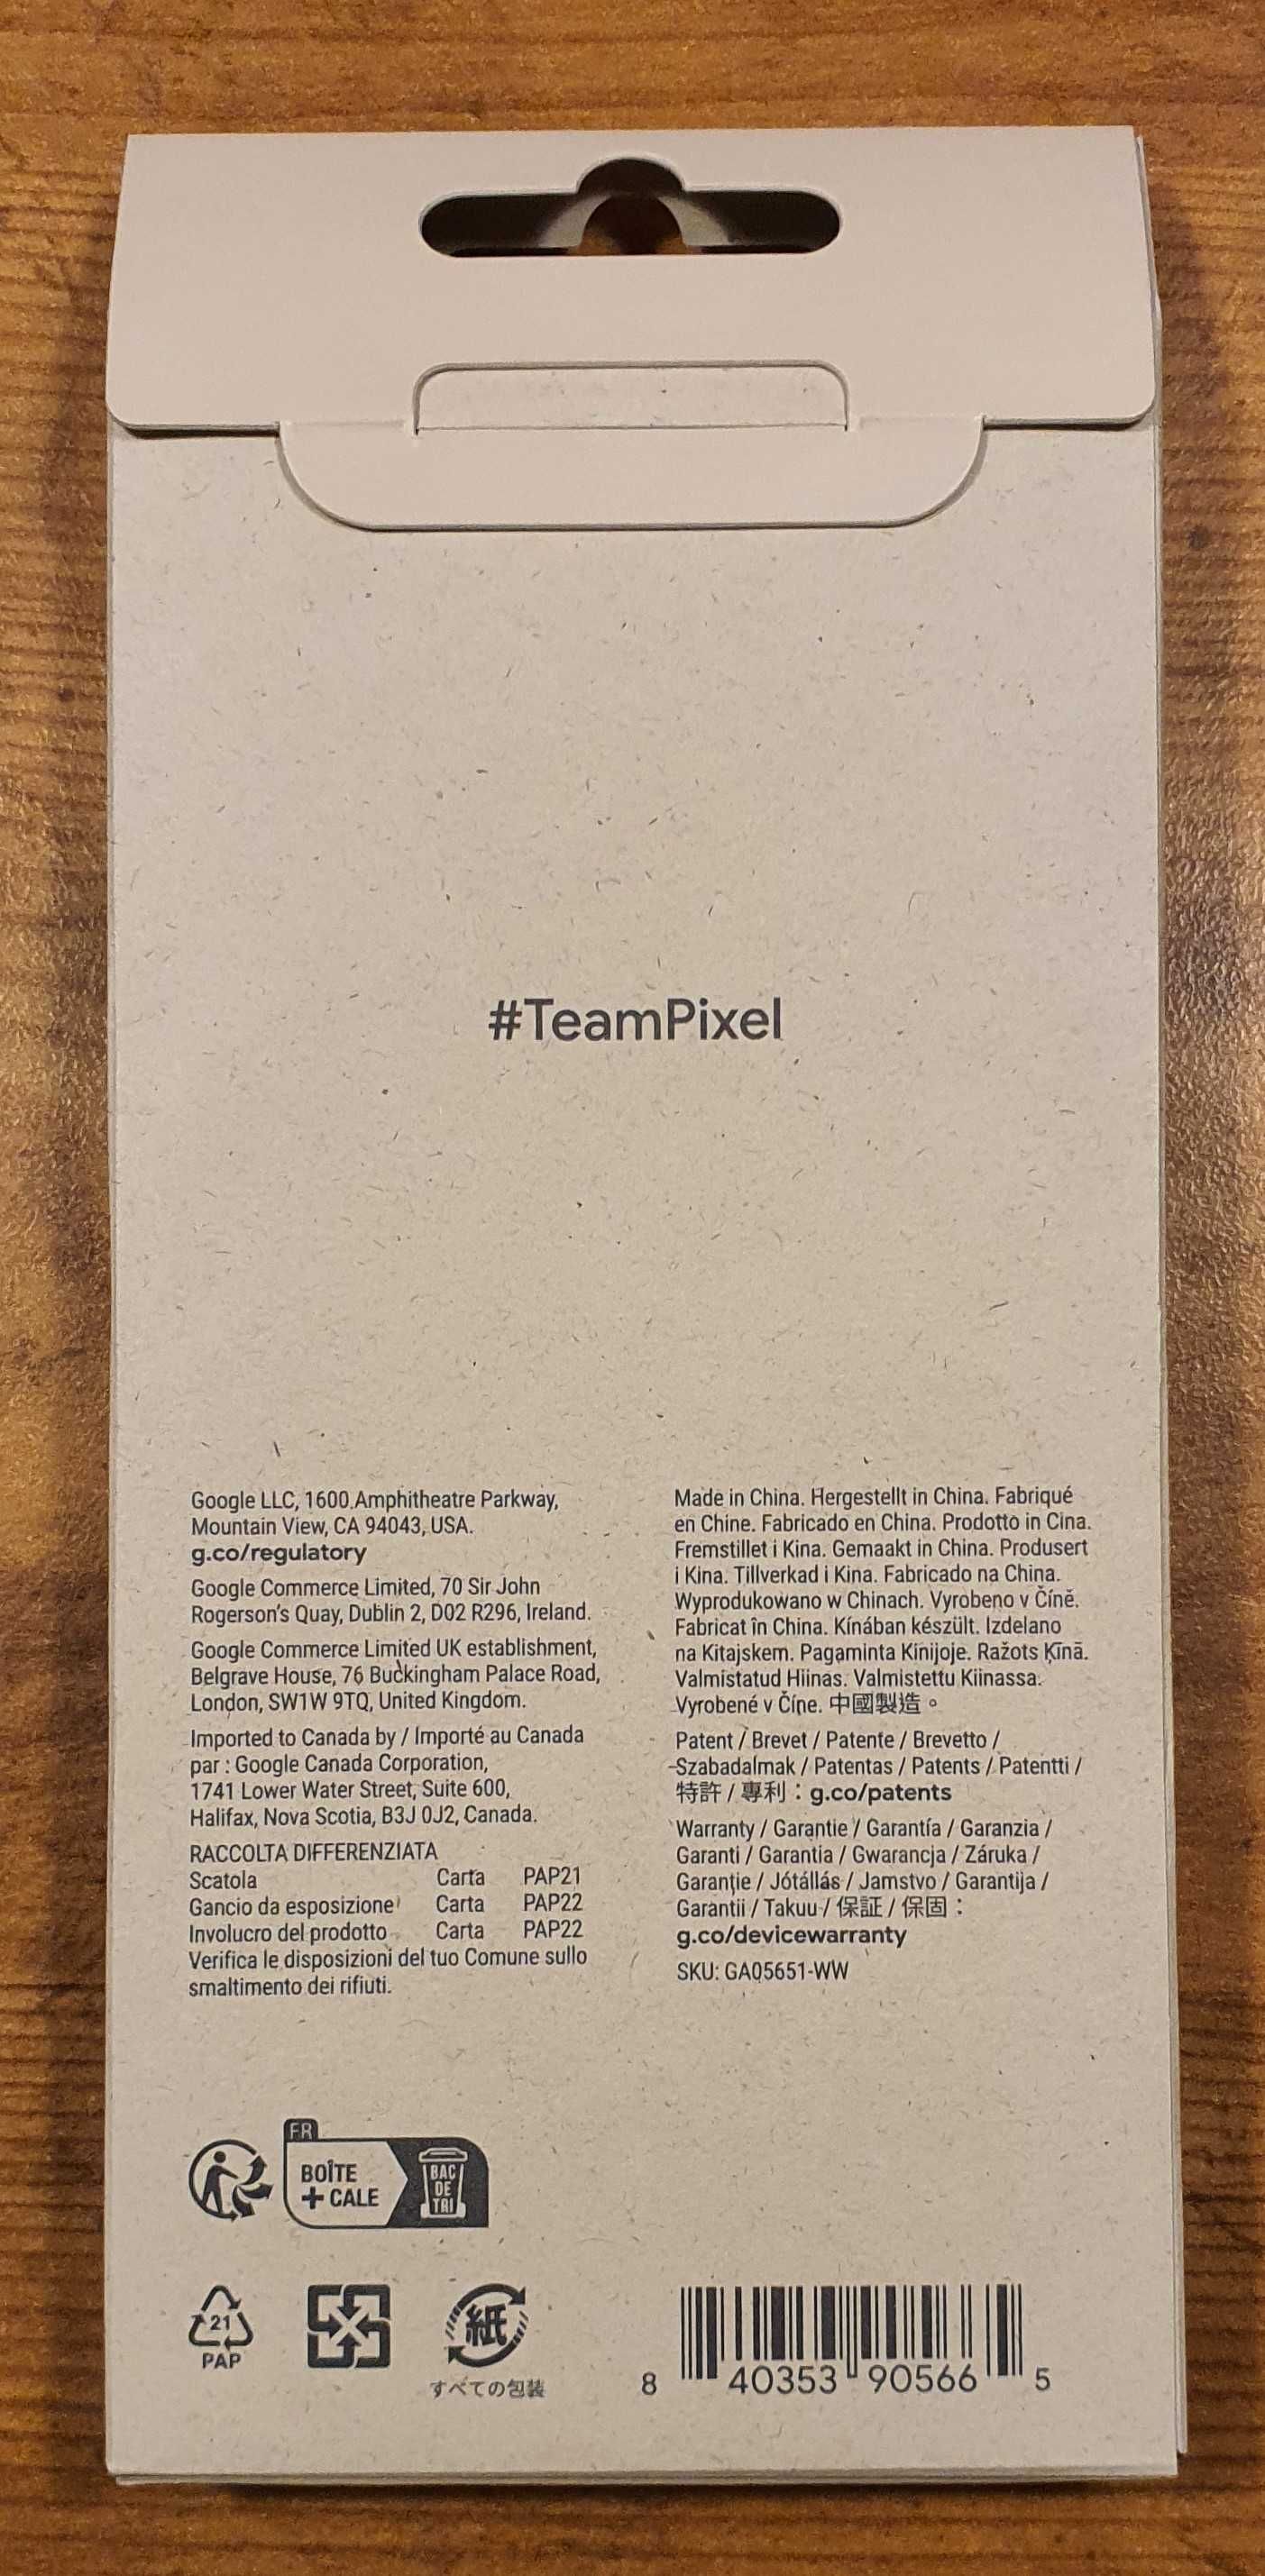 #TeamPixel
Google LLC, 1600 Amphitheatre Parkway,
Mountain View, CA 94043, USA.
g.co/regulatory
Google Commerce Limited, 70 Sir John
Rogerson's Quay, Dublin 2, D02 R296, Ireland.
Google Commerce Limited UK establishment,
Belgrave House, 76 Buckingham Palace Road,
London, SW1W 9TQ, United Kingdom.
Imported to Canada by / Importé au Canada
par : Google Canada Corporation,
1741 Lower Water Street, Suite 600,
Halifax, Nova Scotia, B3J 0J2, Canada.
RACCOLTA DIFFERENZIATA
Scatola Carta PAP21
Gancio da esposizione Carta PAP22
Involucro del prodotto Carta PAP22
Verifica le disposizioni del tuo Comune sullo
smaltimento dei rifiuti.
Made in China. Hergestellt in China. Fabriqué
en Chine. Fabricado en China. Prodotto in Cina.
Fremstillet i Kina. Gemaakt in China. Produsert
i Kina. Tillverkad i Kina. Fabricado na China.
Wyprodukowano w Chinach. Vyrobeno v Číně.
Fabricat în China. Kínában készült. Izdelano
na Kitajskem. Pagaminta Kinijoje. Ražots Ķīnā.
Valmistatud Hiinas. Valmistettu Kiinassa.
Vyrobené v Číne. 中國製造。
Patent / Brevet / Patente / Brevetto /
Szabadalmak / Patentas / Patents / Patentti /
特許 / 專利：g.co/patents
Warranty / Garantie / Garantía / Garanzia /
Garanti / Garantia / Gwarancja / Záruka /
Garanție / Jótállás / Jamstvo / Garantija /
Garantii / Takuu / 保証 / 保固：
g.co/devicewarranty
SKU: GA05651-WW
FR
BOÎTE
+ CALE
BAC
DE
TRI
21
PAP
紙
すべての包装
8 40353 90566 5